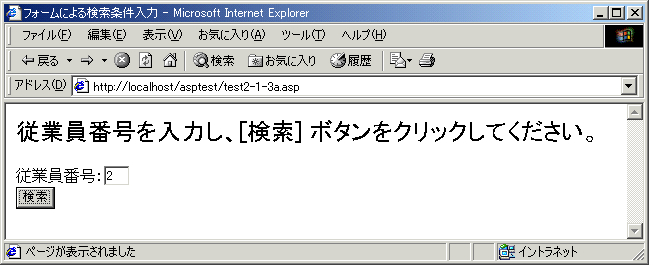 フォームによる検索条件入力 - Microsoft Internet Explorer
ファイル(F) 編集(E) 表示(V) お気に入り(A) ツール(T) ヘルプ(H)
戻る 検索 お気に入り 履歴
アドレス(D) http://localhost/asptest/test2-1-3a.asp
従業員番号を入力し、[検索] ボタンをクリックしてください。
従業員番号: 2
検索
ページが表示されました イントラネット